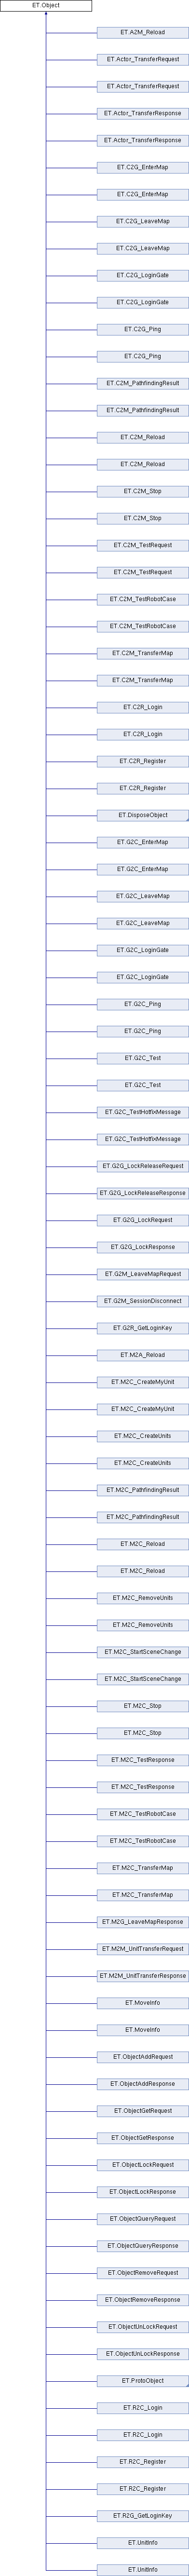 ET.Object
ET.A2M_Reload
ET.Actor_TransferRequest
ET.Actor_TransferRequest
ET.Actor_TransferResponse
ET.Actor_TransferResponse
ET.C2G_EnterMap
ET.C2G_EnterMap
ET.C2G_LeaveMap
ET.C2G_LeaveMap
ET.C2G_LoginGate
ET.C2G_LoginGate
ET.C2G_Ping
ET.C2G_Ping
ET.C2M_PathfindingResult
ET.C2M_PathfindingResult
ET.C2M_Reload
ET.C2M_Reload
ET.C2M_Stop
ET.C2M_Stop
ET.C2M_TestRequest
ET.C2M_TestRequest
ET.C2M_TestRobotCase
ET.C2M_TestRobotCase
ET.C2M_TransferMap
ET.C2M_TransferMap
ET.C2R_Login
ET.C2R_Login
ET.C2R_Register
ET.C2R_Register
ET.DisposeObject
ET.G2C_EnterMap
ET.G2C_EnterMap
ET.G2C_LeaveMap
ET.G2C_LeaveMap
ET.G2C_LoginGate
ET.G2C_LoginGate
ET.G2C_Ping
ET.G2C_Ping
ET.G2C_Test
ET.G2C_Test
ET.G2C_TestHotfixMessage
ET.G2C_TestHotfixMessage
ET.G2G_LockReleaseRequest
ET.G2G_LockReleaseResponse
ET.G2G_LockRequest
ET.G2G_LockResponse
ET.G2M_LeaveMapRequest
ET.G2M_SessionDisconnect
ET.G2R_GetLoginKey
ET.M2A_Reload
ET.M2C_CreateMyUnit
ET.M2C_CreateMyUnit
ET.M2C_CreateUnits
ET.M2C_CreateUnits
ET.M2C_PathfindingResult
ET.M2C_PathfindingResult
ET.M2C_Reload
ET.M2C_Reload
ET.M2C_RemoveUnits
ET.M2C_RemoveUnits
ET.M2C_StartSceneChange
ET.M2C_StartSceneChange
ET.M2C_Stop
ET.M2C_Stop
ET.M2C_TestResponse
ET.M2C_TestResponse
ET.M2C_TestRobotCase
ET.M2C_TestRobotCase
ET.M2C_TransferMap
ET.M2C_TransferMap
ET.M2G_LeaveMapResponse
ET.M2M_UnitTransferRequest
ET.M2M_UnitTransferResponse
ET.MoveInfo
ET.MoveInfo
ET.ObjectAddRequest
ET.ObjectAddResponse
ET.ObjectGetRequest
ET.ObjectGetResponse
ET.ObjectLockRequest
ET.ObjectLockResponse
ET.ObjectQueryRequest
ET.ObjectQueryResponse
ET.ObjectRemoveRequest
ET.ObjectRemoveResponse
ET.ObjectUnLockRequest
ET.ObjectUnLockResponse
ET.ProtoObject
ET.R2C_Login
ET.R2C_Login
ET.R2C_Register
ET.R2C_Register
ET.R2G_GetLoginKey
ET.UnitInfo
ET.UnitInfo